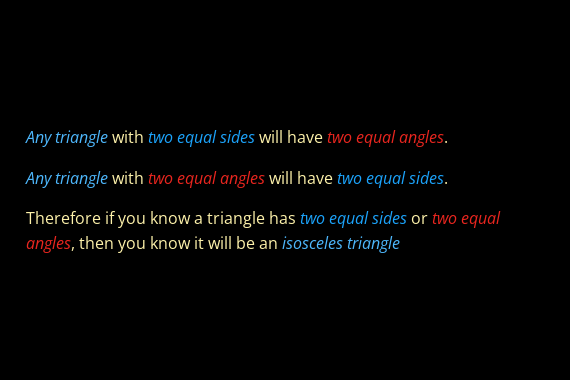 Any triangle with two equal sides will have two equal angles.
Any triangle with two equal angles will have two equal sides.
Therefore if you know a triangle has two equal sides or two equal
angles, then you know it will be an isosceles triangle